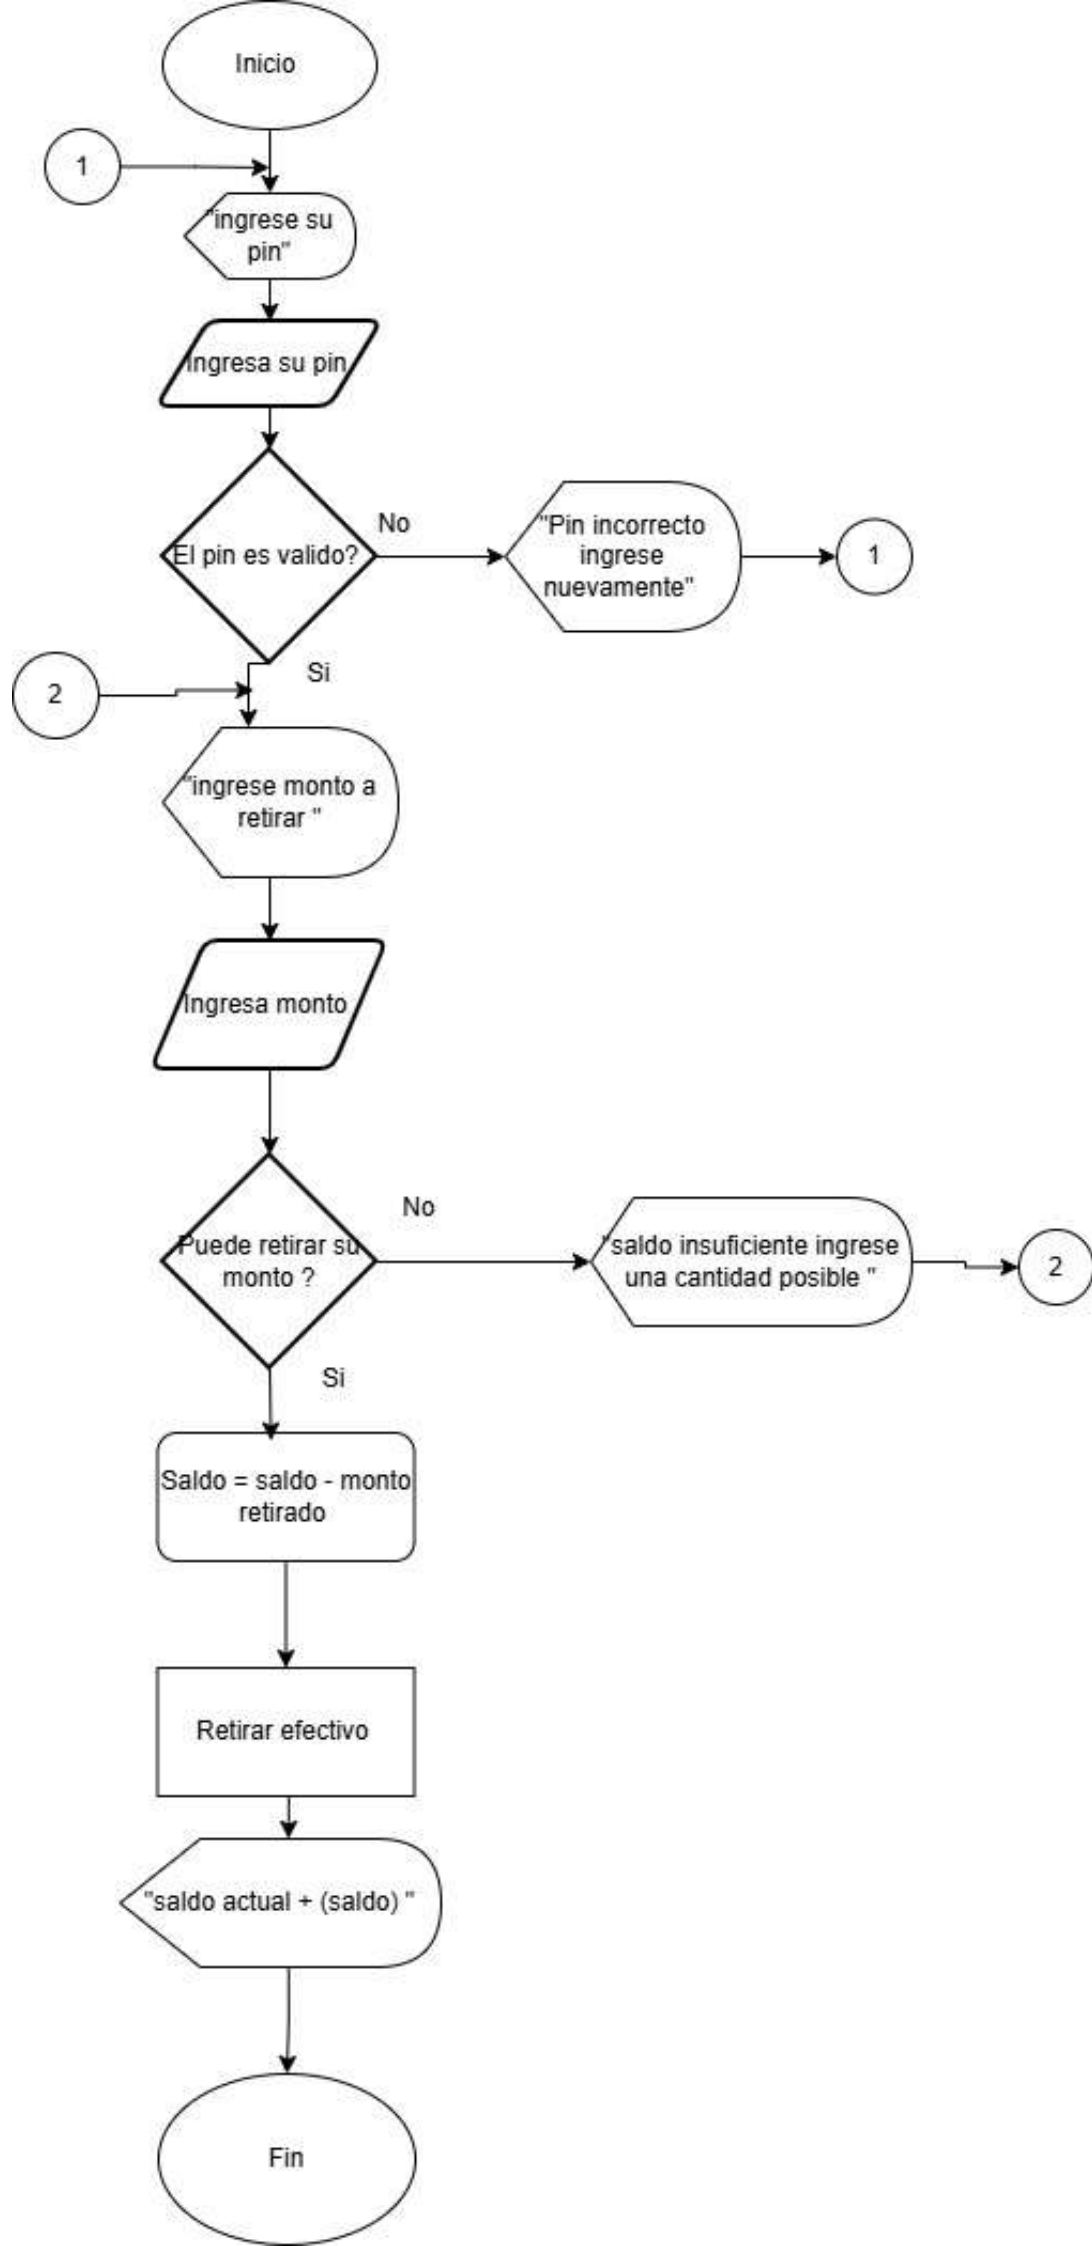 Inicio
1
"ingrese su
pin"
Ingresa su pin
El pin es valido?
No
"Pin incorrecto
ingrese
nuevamente"
1
Si
2
"ingrese monto a
retirar "
Ingresa monto
Puede retirar su
monto ?
No
"saldo insuficiente ingrese
una cantidad posible "
2
Si
Saldo = saldo - monto
retirado
Retirar efectivo
"saldo actual + (saldo) "
Fin